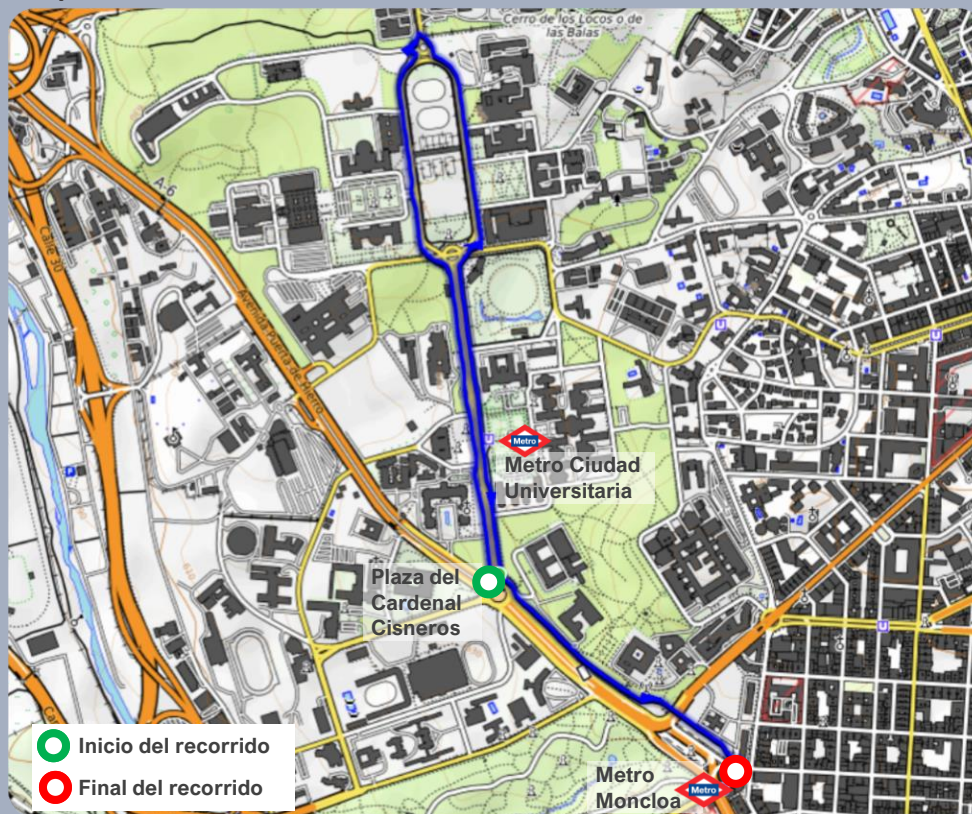 Cerro de los Locos o de
las Balas
A-6
Calle 30
Avenida Puerta de Hierro
Metro
Metro Ciudad
Universitaria
Plaza del
Cardenal
Cisneros
610
Inicio del recorrido
Final del recorrido
Metro
Moncloa
Metro